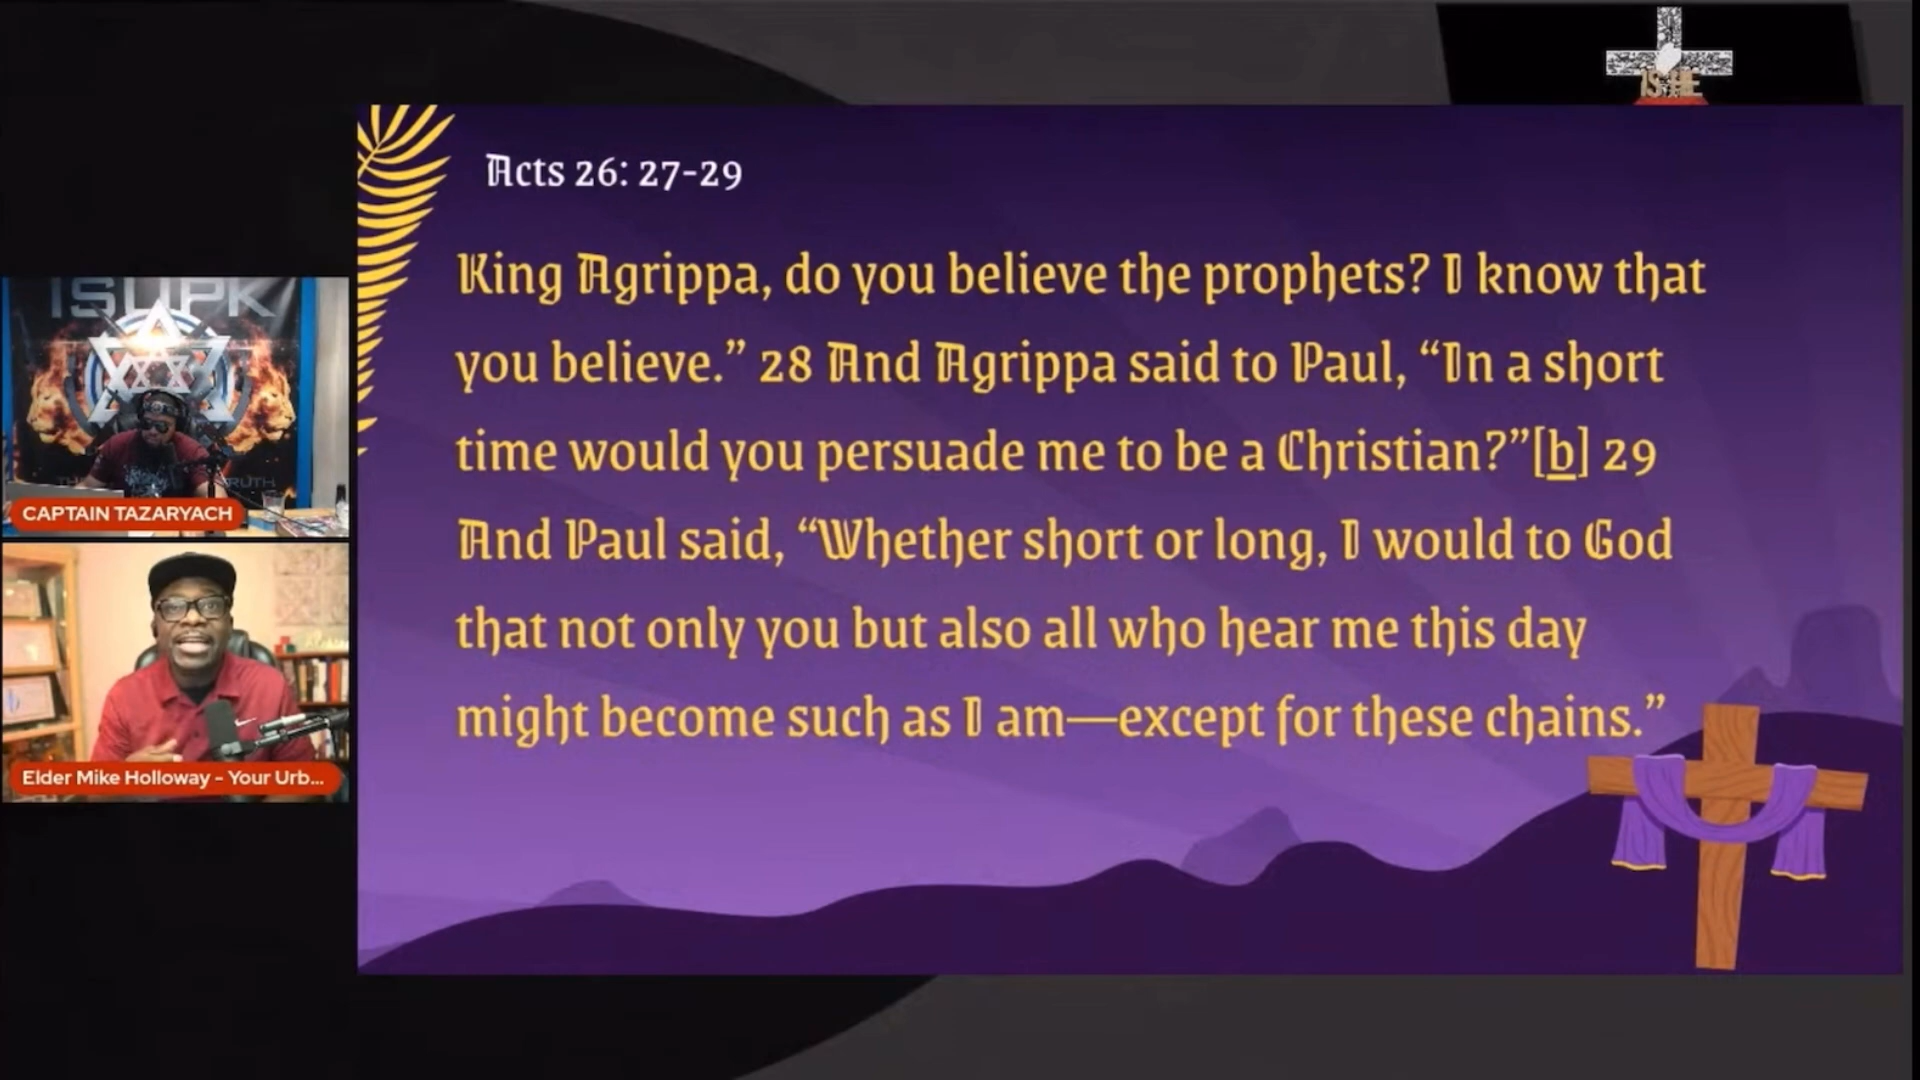 IS HE
Acts 26: 27-29
King Agrippa, do you believe the prophets? I know that
you believe.” 28 And Agrippa said to Paul, “In a short
time would you persuade me to be a Christian?”[b] 29
And Paul said, “Whether short or long, I would to God
that not only you but also all who hear me this day
might become such as I am—except for these chains.”
ISUPK
CAPTAIN TAZARYACH
Elder Mike Holloway - Your Urb...